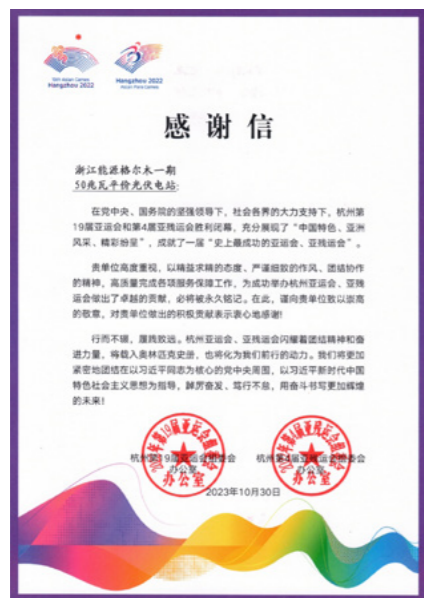 19th Asian Games
Hangzhou 2022
Hangzhou 2022
Asian Para Games
感谢信
浙江能源格尔木一期
50兆瓦平价光伏电站:
在党中央、国务院的坚强领导下，社会各界的大力支持下，杭州第
19届亚运会和第4届亚残运会胜利闭幕，充分展现了“中国特色、亚洲
风采、精彩纷呈”，成就了一届“史上最成功的亚运会、亚残运会”。
贵单位高度重视，以精益求精的态度、严谨细致的作风、团结协作
的精神，高质量完成各项服务保障工作，为成功举办杭州亚运会、亚残
运会做出了卓越的贡献，必将被永久铭记。在此，谨向贵单位致以崇高
的敬意，对贵单位做出的积极贡献表示衷心地感谢!
行而不辍，履践致远。杭州亚运会、亚残运会闪耀着团结精神和奋
进力量，将载入奥林匹克史册，也将化为我们前行的动力。我们将更加
紧密地团结在以习近平同志为核心的党中央周围，以习近平新时代中国
特色社会主义思想为指导，踔厉奋发、笃行不怠，用奋斗书写更加辉煌
的未来!
杭州第19届亚运会组委会
办公室
杭州第4届亚残运会组委会
办公室
办公室
办公室
2023年10月30日